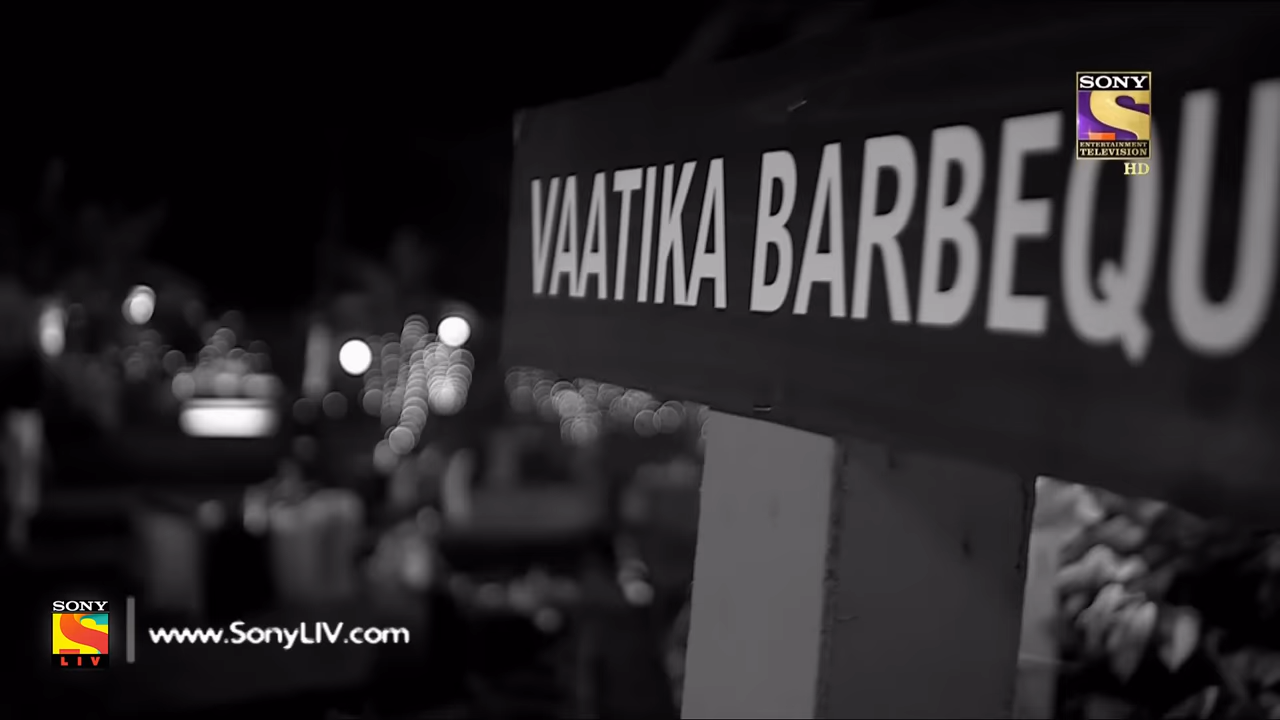 VAATIKA BARBEQU
SONY
ENTERTAINMENT
TELEVISION
HD
SONY
LIV
www.SonyLIV.com